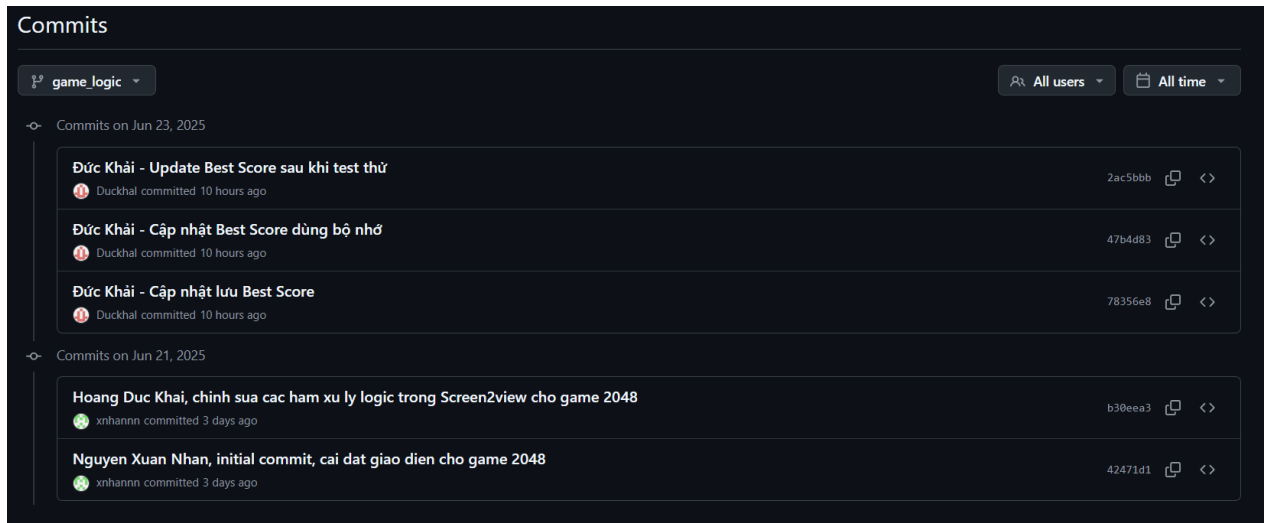 Commits
game_logic
All users
All time
Commits on Jun 23, 2025
Đức Khải - Update Best Score sau khi test thử
2ac5bbb
Duckhal committed 10 hours ago
Đức Khải - Cập nhật Best Score dùng bộ nhớ
47b4d83
Duckhal committed 10 hours ago
Đức Khải - Cập nhật lưu Best Score
78356e8
Duckhal committed 10 hours ago
Commits on Jun 21, 2025
Hoang Duc Khai, chinh sua cac ham xu ly logic trong Screen2view cho game 2048
b30eea3
xnhannn committed 3 days ago
Nguyen Xuan Nhan, initial commit, cai dat giao dien cho game 2048
42471d1
xnhannn committed 3 days ago